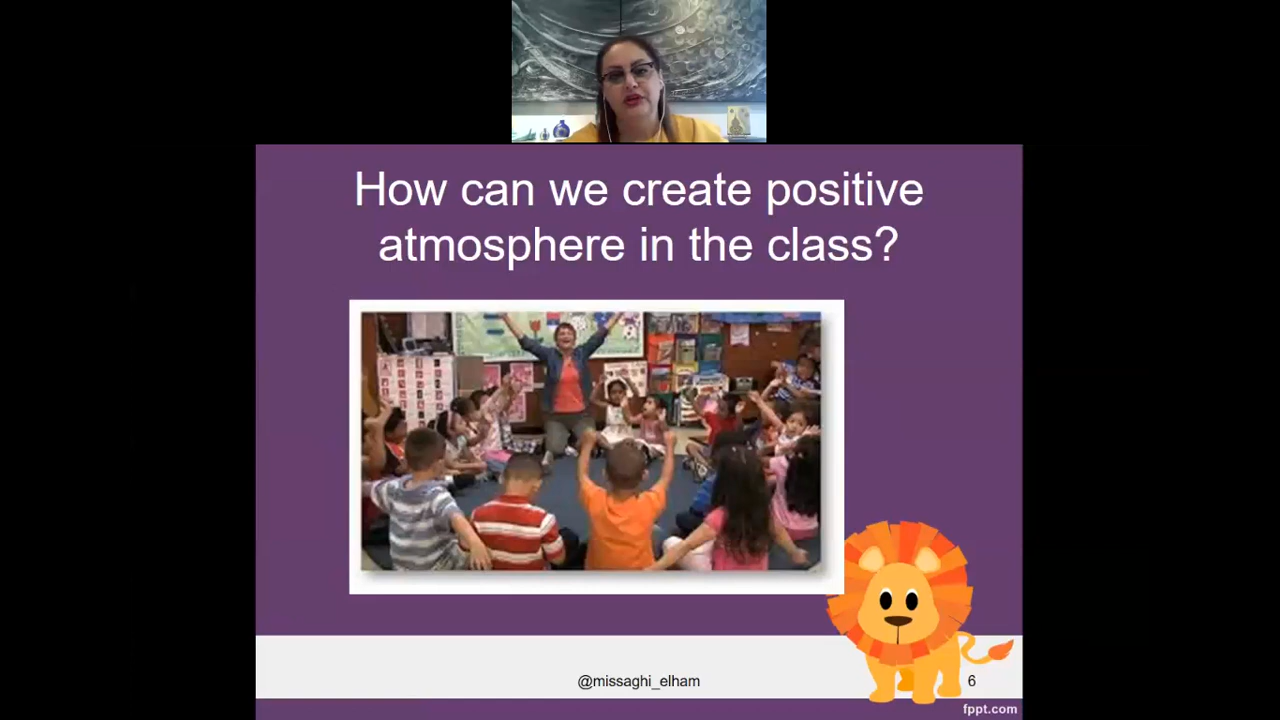 How can we create positive
atmosphere in the class?
@missaghi_elham
6
fppt.com